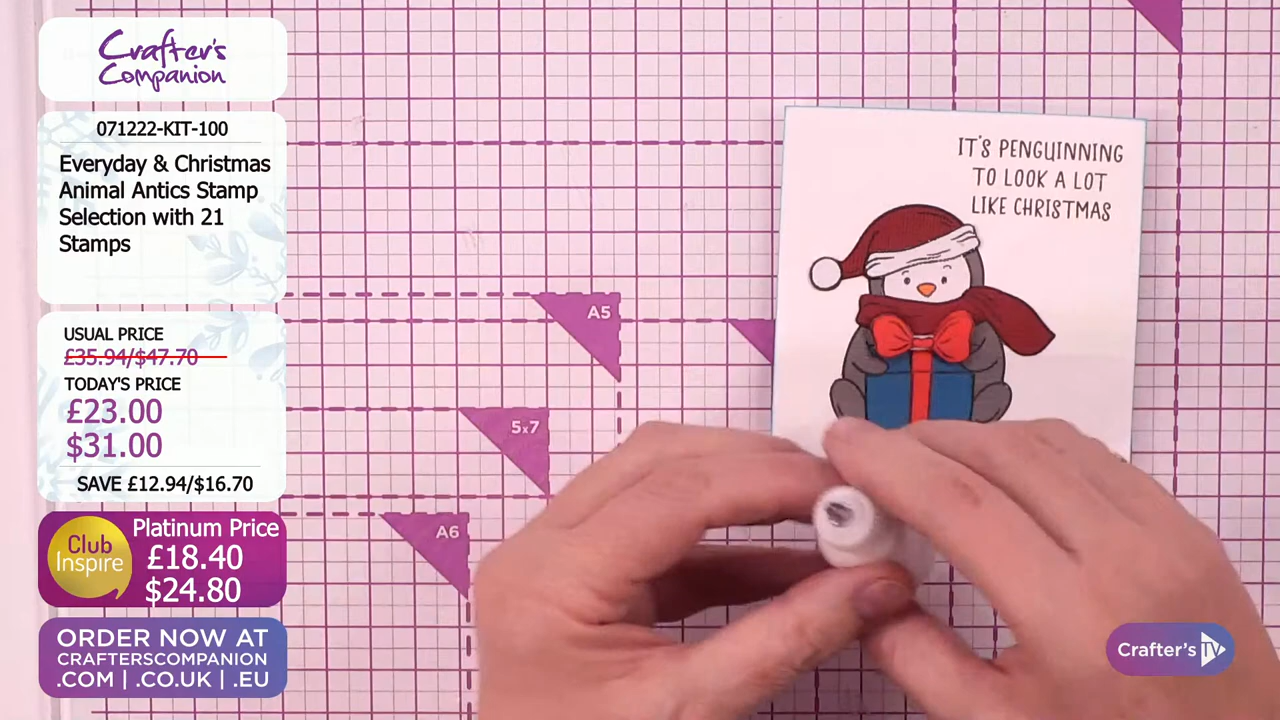 Crafter's
Companion
071222-KIT-100
Everyday & Christmas
Animal Antics Stamp
Selection with 21
Stamps
USUAL PRICE
£35.94/$47.70
TODAY'S PRICE
£23.00
$31.00
SAVE £12.94/$16.70
Club
Inspire
Platinum Price
£18.40
$24.80
ORDER NOW AT
CRAFTERSCOMPANION
.COM | .CO.UK | .EU
A5
5x7
A6
IT'S PENGUINNING
TO LOOK A LOT
LIKE CHRISTMAS
Crafter's TV